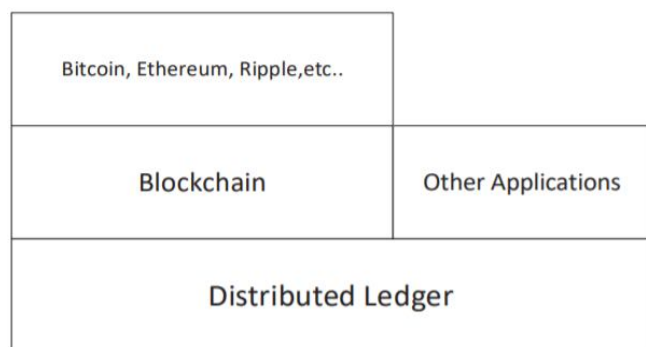 Bitcoin, Ethereum, Ripple,etc..
Blockchain
Other Applications
Distributed Ledger